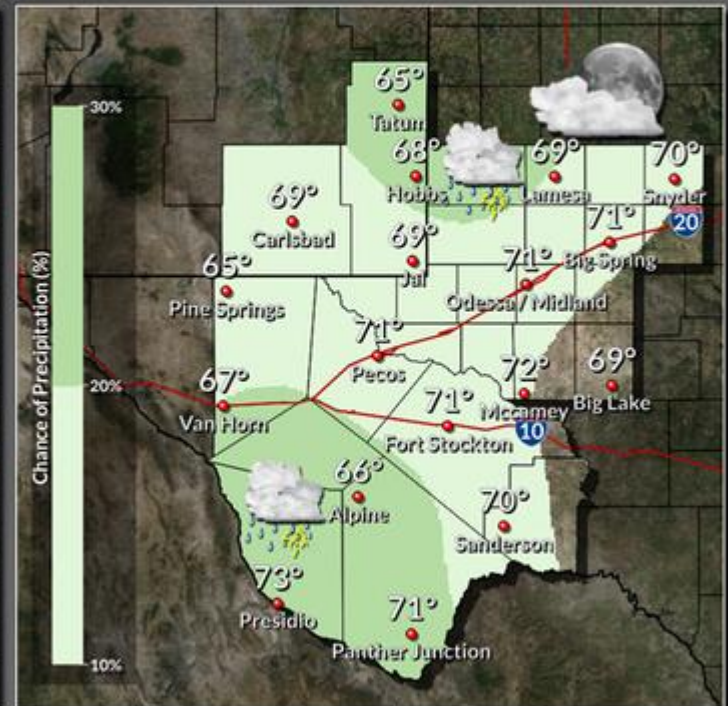 30%
20%
10%
Chance of Precipitation (%)
65°
Tatum
68°
Hobbs
69°
Lamesa
70°
Snyder
69°
Carlsbad
69°
Jal
71°
Big Spring
20
65°
Pine Springs
71°
Odessa / Midland
71°
Pecos
67°
Van Horn
72°
Mccamey
69°
Big Lake
71°
Fort Stockton
10
66°
Alpine
70°
Sanderson
73°
Presidio
71°
Panther Junction